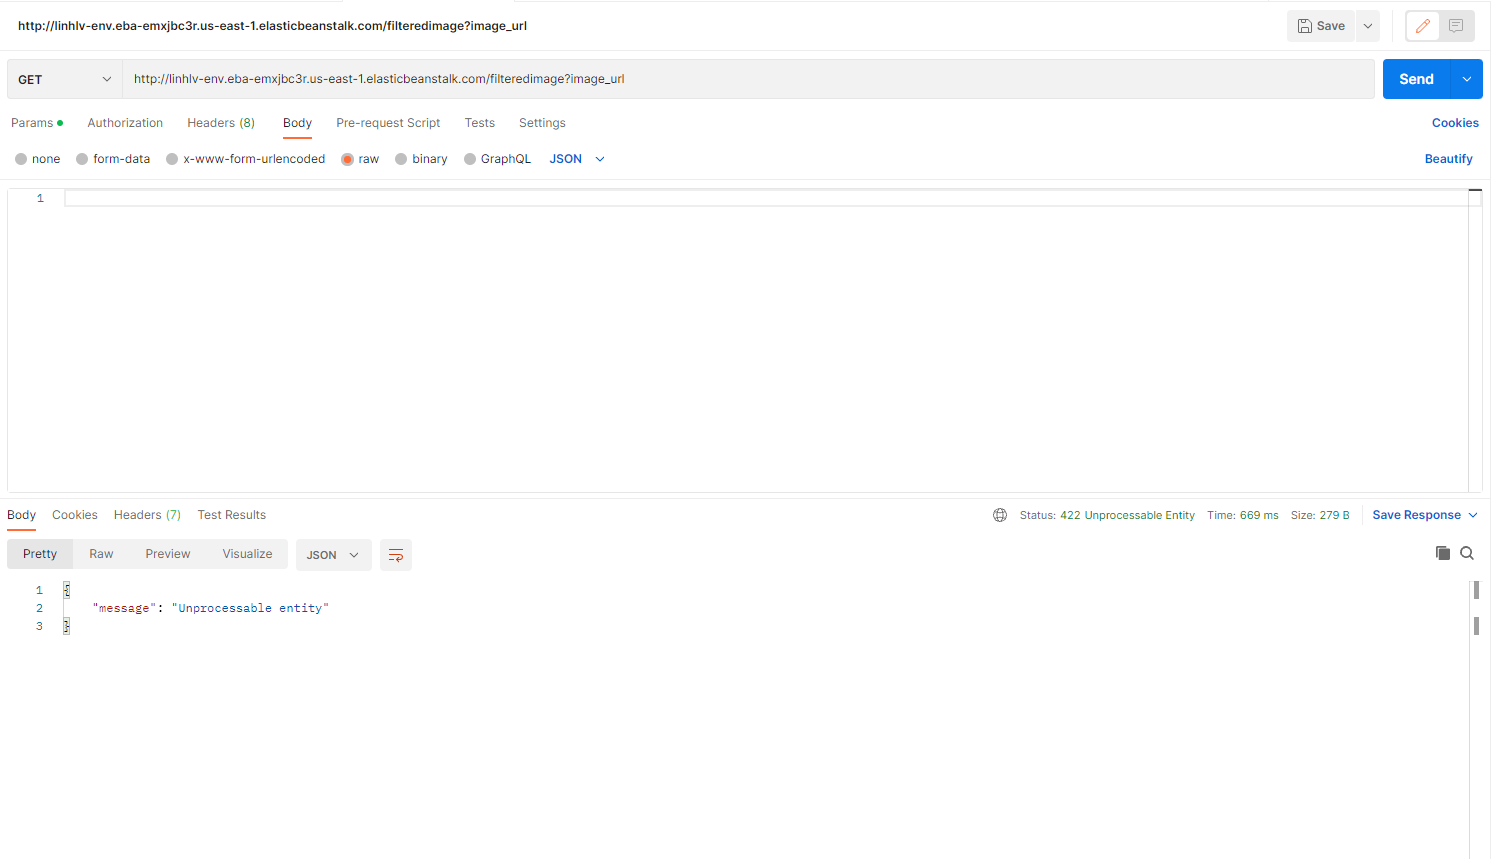 http://linhlv-env.eba-emxjbc3r.us-east-1.elasticbeanstalk.com/filteredimage?image_url
Save
GET
http://linhlv-env.eba-emxjbc3r.us-east-1.elasticbeanstalk.com/filteredimage?image_url
Send
Params Authorization Headers (8) Body Pre-request Script Tests Settings Cookies
none form-data x-www-form-urlencoded raw binary GraphQL JSON Beautify
1
Body Cookies Headers (7) Test Results Status: 422 Unprocessable Entity Time: 669 ms Size: 279 B Save Response
Pretty Raw Preview Visualize JSON
1 {
2 "message": "Unprocessable entity"
3 }